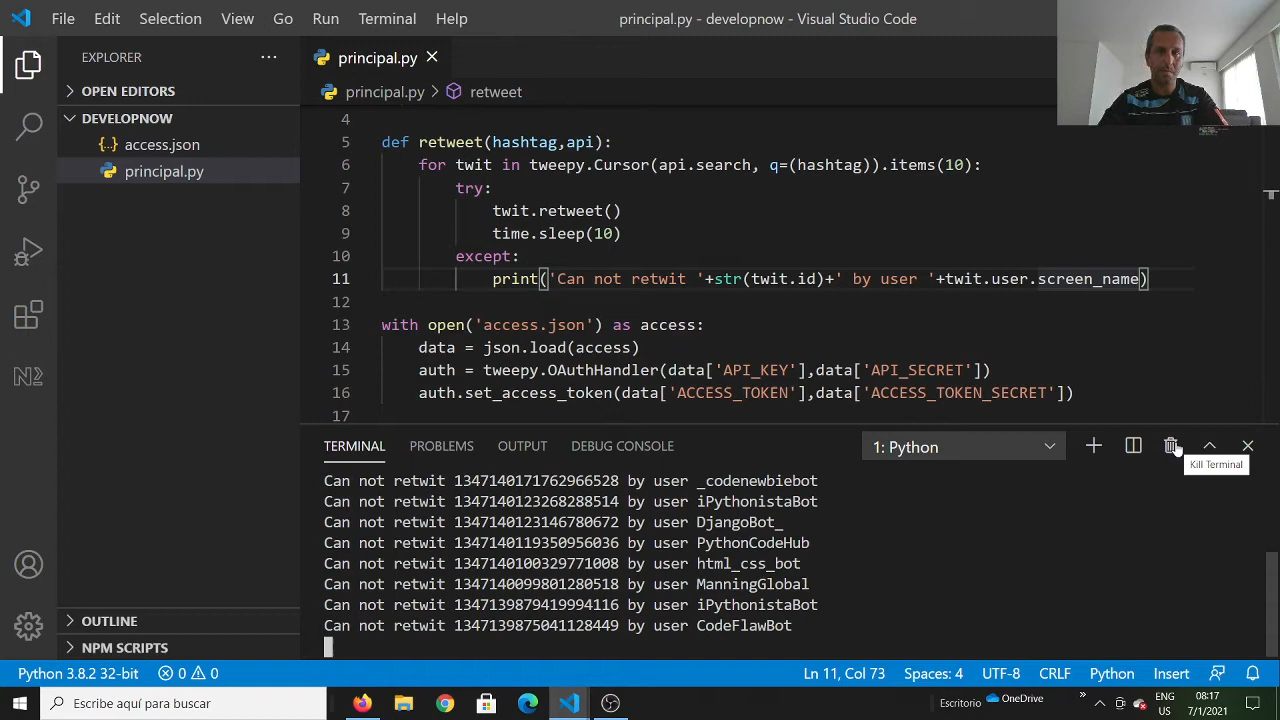 File Edit Selection View Go Run Terminal Help principal.py - developnow - Visual Studio Code
EXPLORER
principal.py
OPEN EDITORS
principal.py retweet
DEVELOPNOW
access.json
principal.py
4
5 def retweet(hashtag,api):
6 for twit in tweepy.Cursor(api.search, q=(hashtag)).items(10):
7 try:
8 twit.retweet()
9 time.sleep(10)
10 except:
11 print('Can not retwit '+str(twit.id)+' by user '+twit.user.screen_name)
12
13 with open('access.json') as access:
14 data = json.load(access)
15 auth = tweepy.OAuthHandler(data['API_KEY'],data['API_SECRET'])
16 auth.set_access_token(data['ACCESS_TOKEN'],data['ACCESS_TOKEN_SECRET'])
17
TERMINAL PROBLEMS OUTPUT DEBUG CONSOLE 1: Python
Kill Terminal
Can not retwit 1347140171762966528 by user _codenewbiebot
Can not retwit 1347140123268288514 by user iPythonistaBot
Can not retwit 1347140123146780672 by user DjangoBot_
Can not retwit 1347140119350956036 by user PythonCodeHub
Can not retwit 1347140100329771008 by user html_css_bot
Can not retwit 1347140099801280518 by user ManningGlobal
Can not retwit 1347139879419994116 by user iPythonistaBot
Can not retwit 1347139875041128449 by user CodeFlawBot
OUTLINE
NPM SCRIPTS
Python 3.8.2 32-bit 0 0 Ln 11, Col 73 Spaces: 4 UTF-8 CRLF Python Insert
Escribe aquí para buscar
Escritorio OneDrive
ENG
US
08:17
7/1/2021